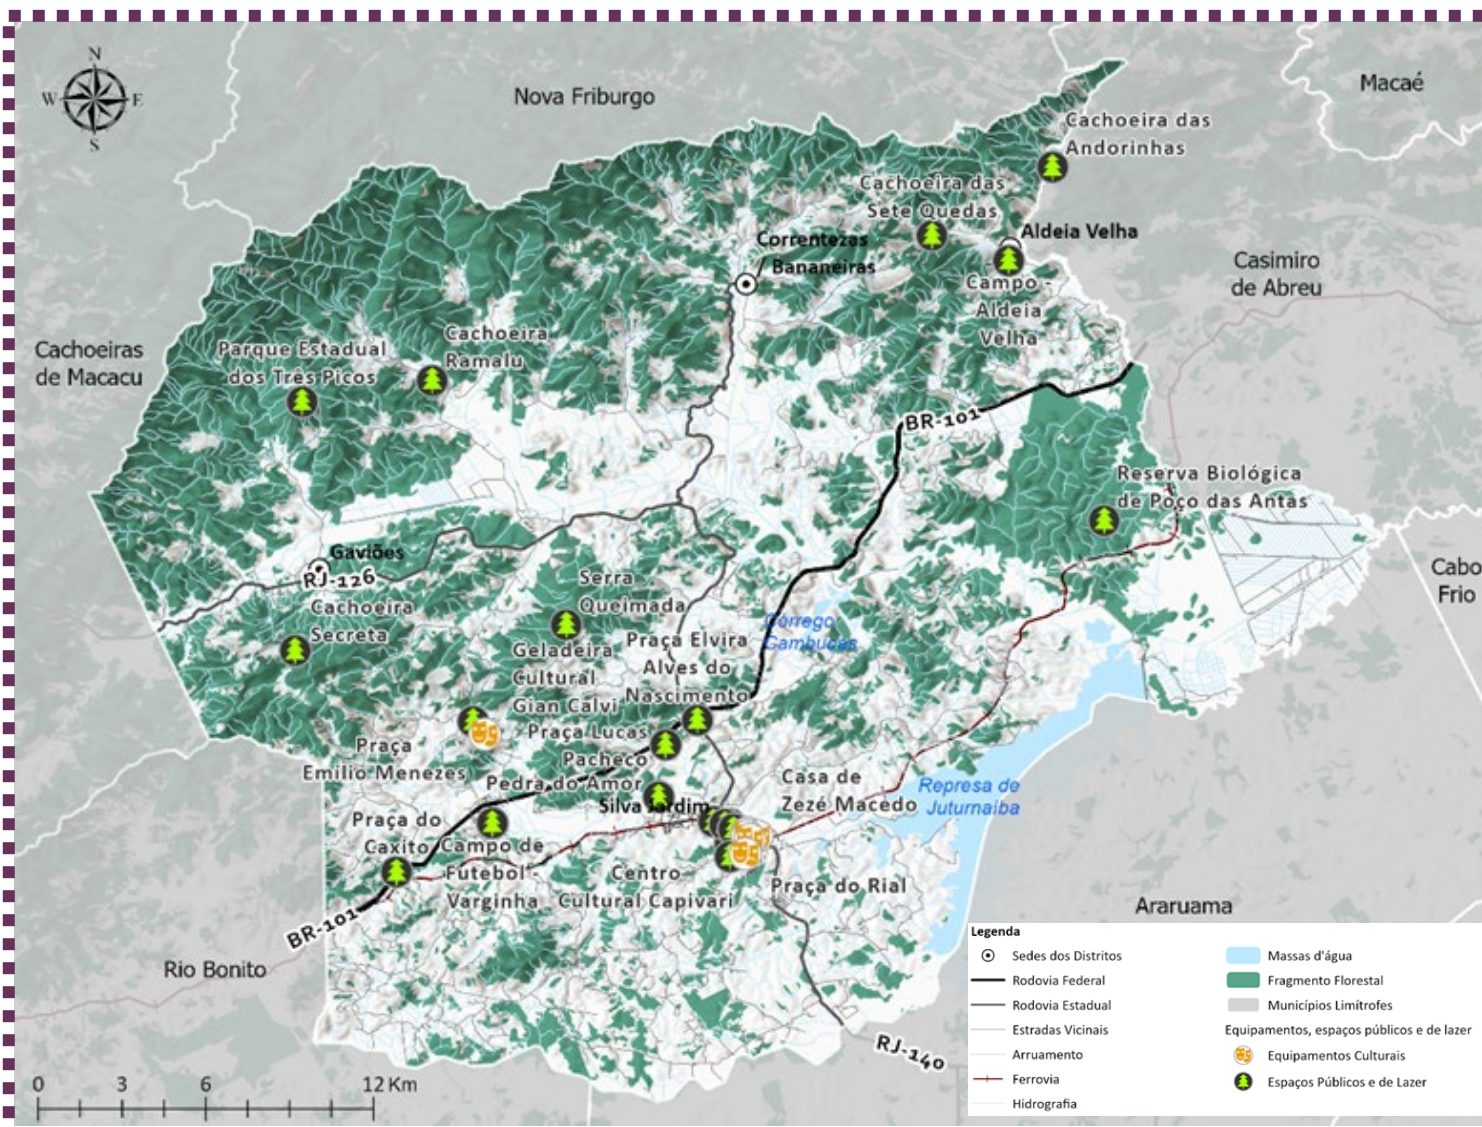 N
W
E
S
Nova Friburgo
Macaé
Cachoeira das
Andorinhas
Cachoeira das
Sete Quedas
Aldeia Velha
Correntezas
Bananeiras
Casimiro
de Abreu
Campo -
Aldeia
Velha
Cachoeiras
de Macacu
Parque Estadual
dos Três Picos
Cachoeira
Ramalu
BR-101
Reserva Biológica
de Poço das Antas
Gaviões
RJ-126
Cachoeira
Secreta
Serra
Queimada
Cabo
Frio
Córrego
Cambucás
Praça Elvira
Alves do
Nascimento
Geladeira
Cultural
Gian Calvi
Praça Lucas
Pacheco
Praça
Emílio Menezes
Pedra do Amor
Silva Jardim
Casa de
Zezé Macedo
Represa de
Juturnaíba
Praça do
Caxito
Campo de
Futebol -
Varginha
Centro
Cultural Capivari
Praça do Rial
Araruama
BR-101
Rio Bonito
RJ-140
0 3 6 12 Km
Legenda
Sedes dos Distritos
Rodovia Federal
Rodovia Estadual
Estradas Vicinais
Arruamento
Ferrovia
Hidrografia
Massas d'água
Fragmento Florestal
Municípios Limítrofes
Equipamentos, espaços públicos e de lazer
Equipamentos Culturais
Espaços Públicos e de Lazer